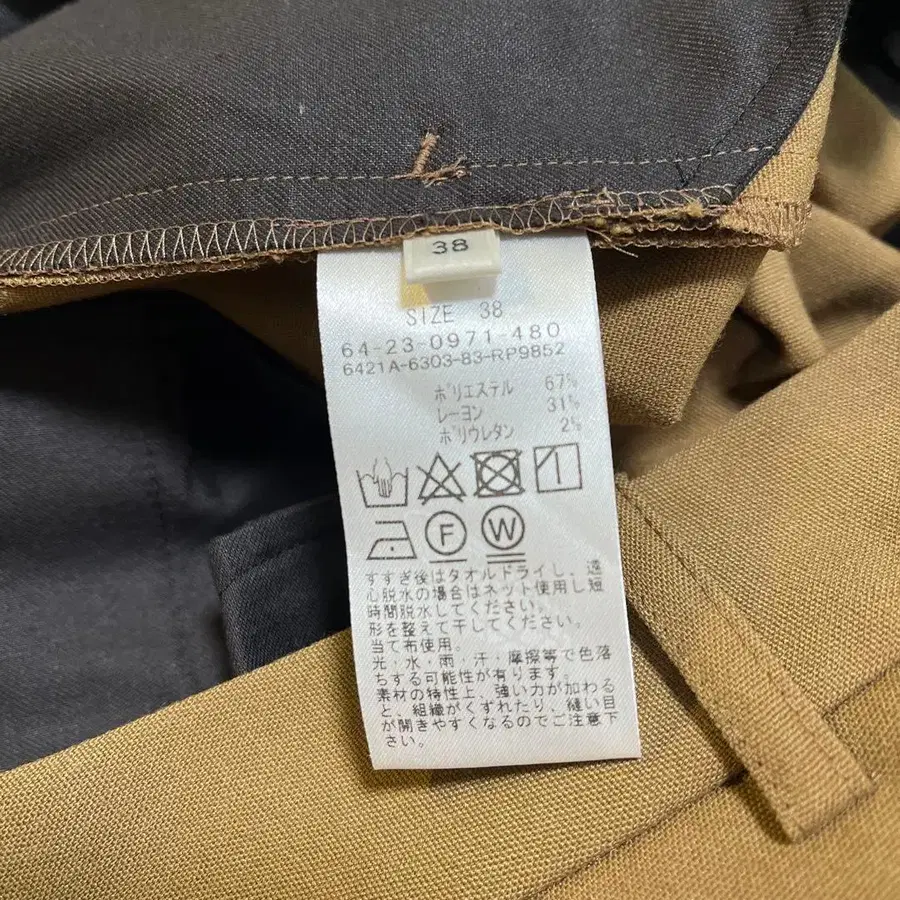 38
SIZE 38
64-23-0971-480
6421A-6303-83-RP9852
ポリエステル 67%
レーヨン 31%
ポリウレタン 2%
F
W
すすぎ後はタオルドライし、遠
心脱水の場合はネット使用し短
時間脱水してください。
形を整えて干してください。
当て布使用。
光・水・雨・汗・摩擦等で色落
ちする可能性が有ります。
素材の特性上、強い力が加わる
と、組織がくずれたり、縫い目
が開きやすくなるのでご注意下
さい。